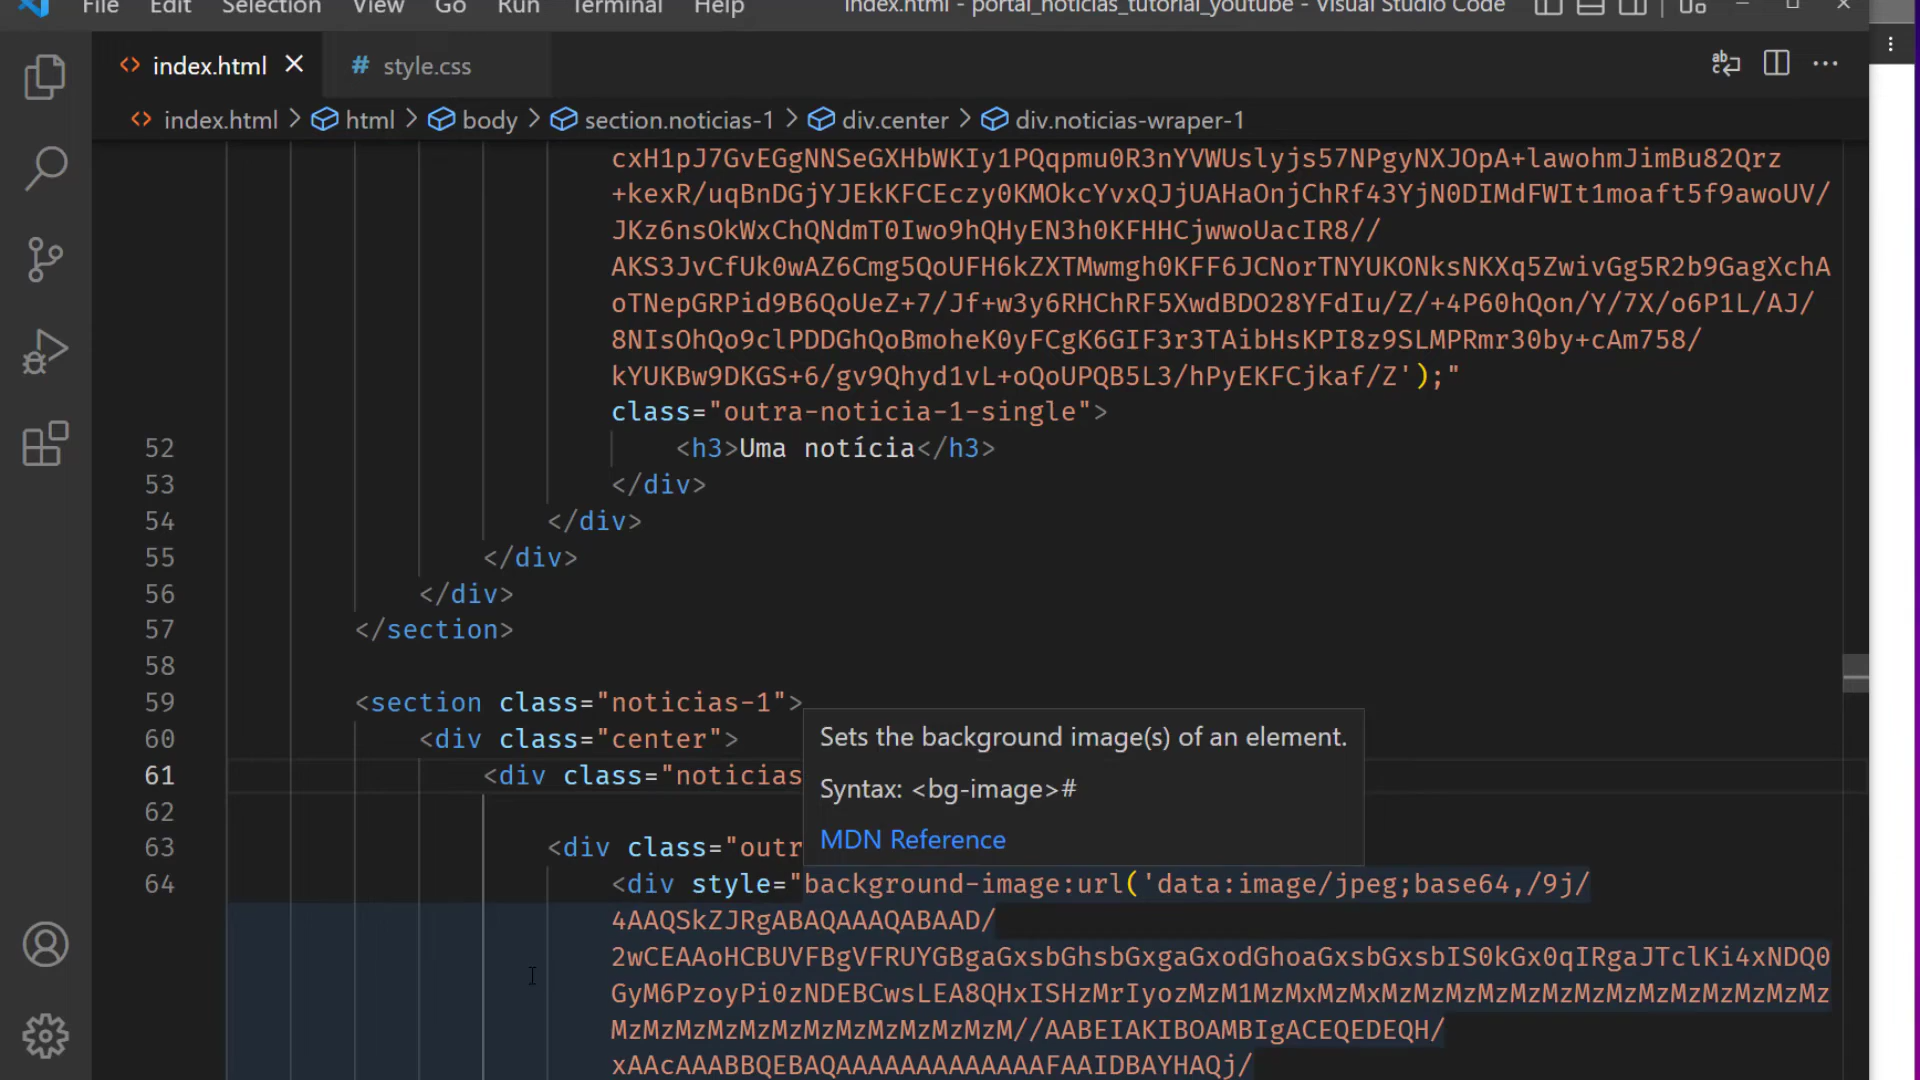 File Edit Selection View Go Run Terminal Help index.html - portal_noticias_tutorial_youtube - Visual Studio Code
index.html style.css
index.html > html > body > section.noticias-1 > div.center > div.noticias-wraper-1
cxH1pJ7GvEGgNNSeGXHbWKIy1PQqpmu0R3nYVWUslyjs57NPgyNXJOpA+lawohmJimBu82Qrz
+kexR/uqBnDGjYJEkKFCEczy0KMOkcYvxQJjUAHaOnjChRf43YjN0DIMdFWIt1moaft5f9awoUV/
JKz6nsOkWxChQNdmT0Iwo9hQHyEN3h0KFHHCjwwoUacIR8//
AKS3JvCfUk0wAZ6Cmg5QoUFH6kZXTMwmgh0KFF6JCNorTNYUKONksNKXq5ZwivGg5R2b9GagXchA
oTNepGRPid9B6QoUeZ+7/Jf+w3y6RHChRF5XwdBDO28YFdIu/Z/+4P60hQon/Y/7X/o6P1L/AJ/
8NIsOhQo9clPDDGhQoBmoheK0yFCgK6GIF3r3TAibHsKPI8z9SLMPRmr30by+cAm758/
kYUKBw9DKGS+6/gv9Qhyd1vL+oQoUPQB5L3/hPyEKFCjkaf/Z');"
class="outra-noticia-1-single">
52 <h3>Uma notícia</h3>
53 </div>
54 </div>
55 </div>
56 </div>
57 </section>
58
59 <section class="noticias-1">
60 <div class="center">
61 <div class="noticias
62
63 <div class="outr
Sets the background image(s) of an element.
Syntax: <bg-image>#
MDN Reference
64 <div style="background-image:url('data:image/jpeg;base64,/9j/
4AAQSkZJRgABAQAAAQABAAD/
2wCEAAoHCBUVFBgVFRUYGBgaGxsbGhsbGxgaGxodGhoaGxsbGxsbIS0kGx0qIRgaJTclKi4xNDQ0
GyM6PzoyPi0zNDEBCwsLEA8QHxISHzMrIyozMzM1MzMxMzMxMzMzMzMzMzMzMzMzMzMzMzMzMzMz
MzMzMzMzMzMzMzMzMzMzMzMzM//AABEIAKIBOAMBIgACEQEDEQH/
xAAcAAABBQEBAQAAAAAAAAAAAAAFAAIDBAYHAQj/